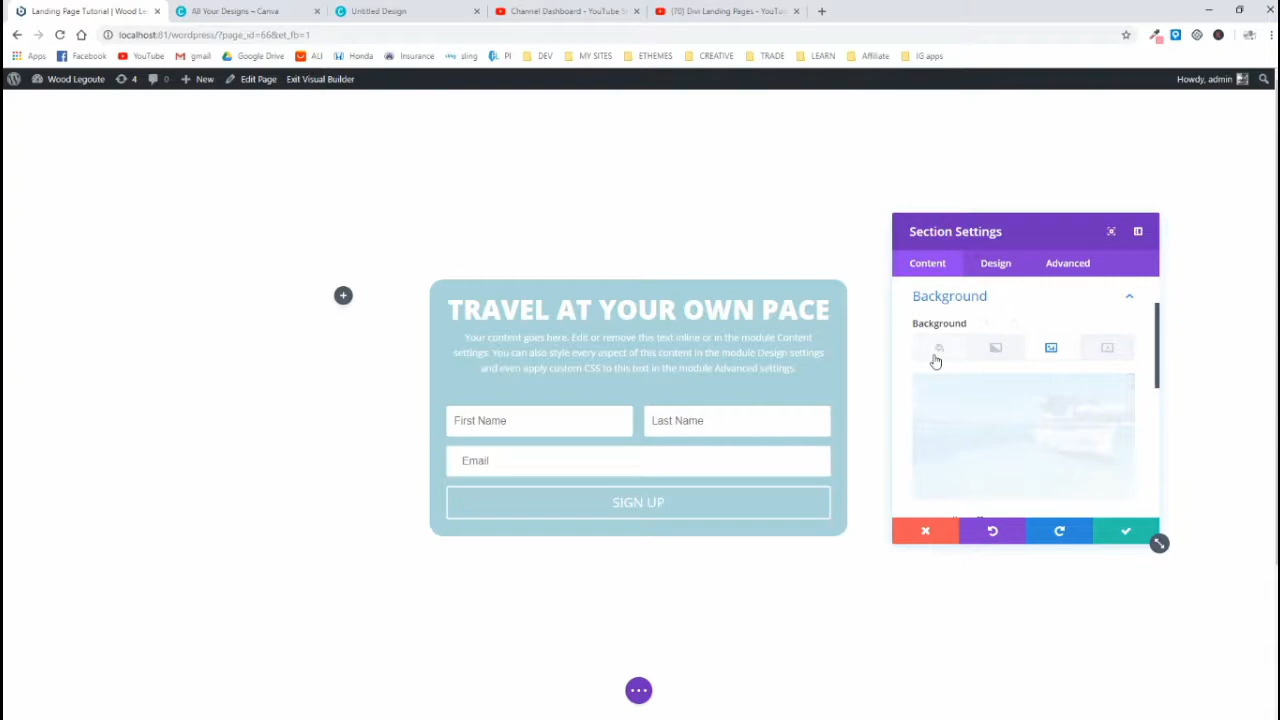 Landing Page Tutorial | Wood Le
All Your Designs – Canva
Untitled Design
Channel Dashboard - YouTube S
(70) Divi Landing Pages - YouTu
localhost:81/wordpress/?page_id=66&et_fb=1
Apps
Facebook
YouTube
gmail
Google Drive
ALI
Honda
Insurance
sling
PI
DEV
MY SITES
ETHEMES
CREATIVE
TRADE
LEARN
Affiliate
IG apps
Wood Legoute
4
0
New
Edit Page
Exit Visual Builder
Howdy, admin
Section Settings
Content
Design
Advanced
Background
Background
TRAVEL AT YOUR OWN PACE
Your content goes here. Edit or remove this text inline or in the module Content
settings. You can also style every aspect of this content in the module Design settings
and even apply custom CSS to this text in the module Advanced settings.
First Name
Last Name
Email
SIGN UP